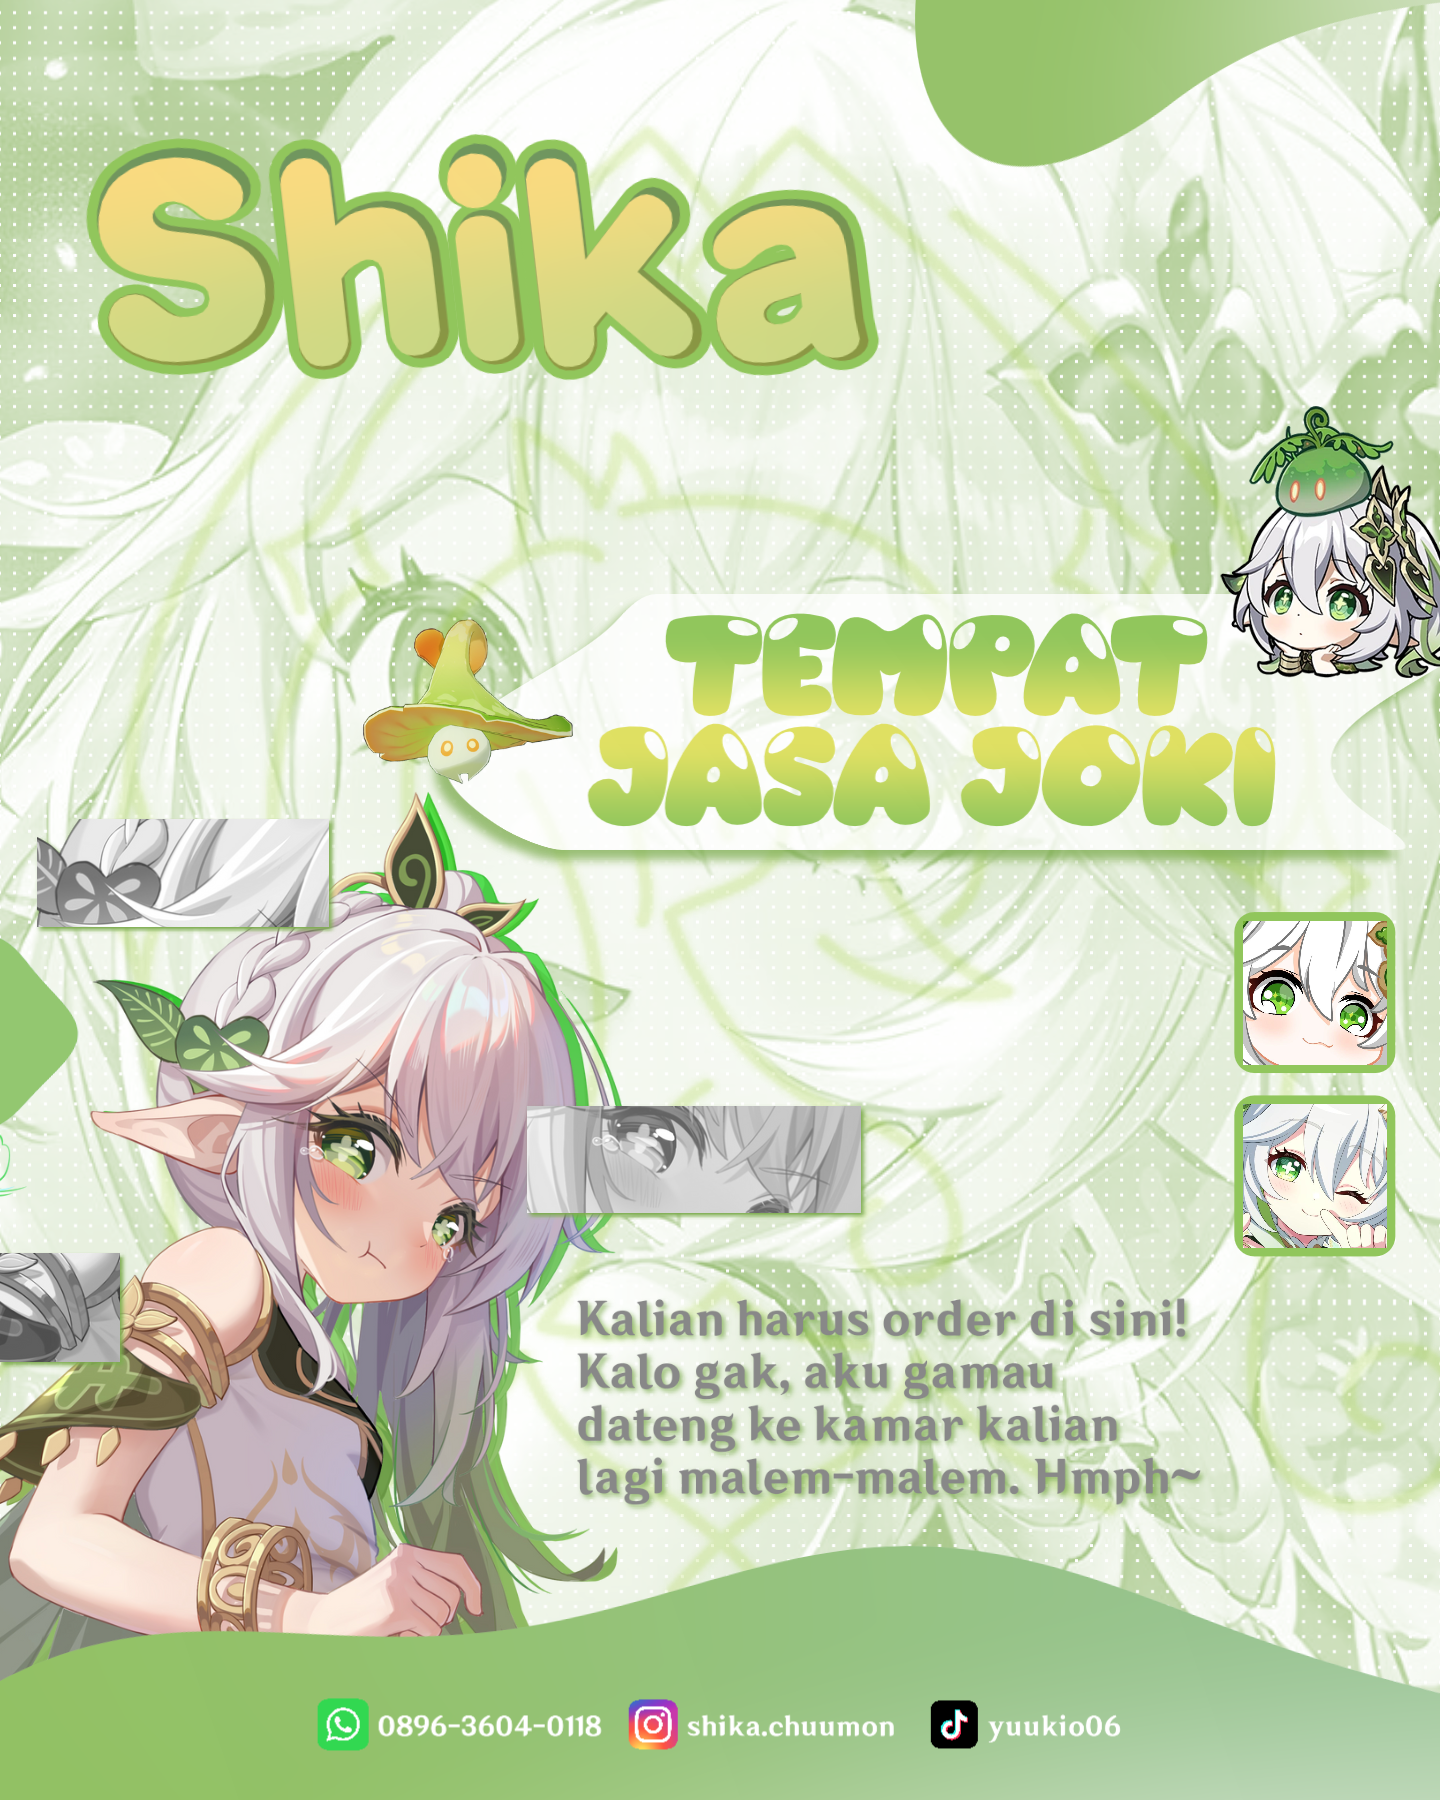 Shika
TEMPAT
JASA JOKI
Kalian harus order di sini!
Kalo gak, aku gamau
dateng ke kamar kalian
lagi malem-malem. Hmph~
0896-3604-0118
shika.chuumon
yuukio06